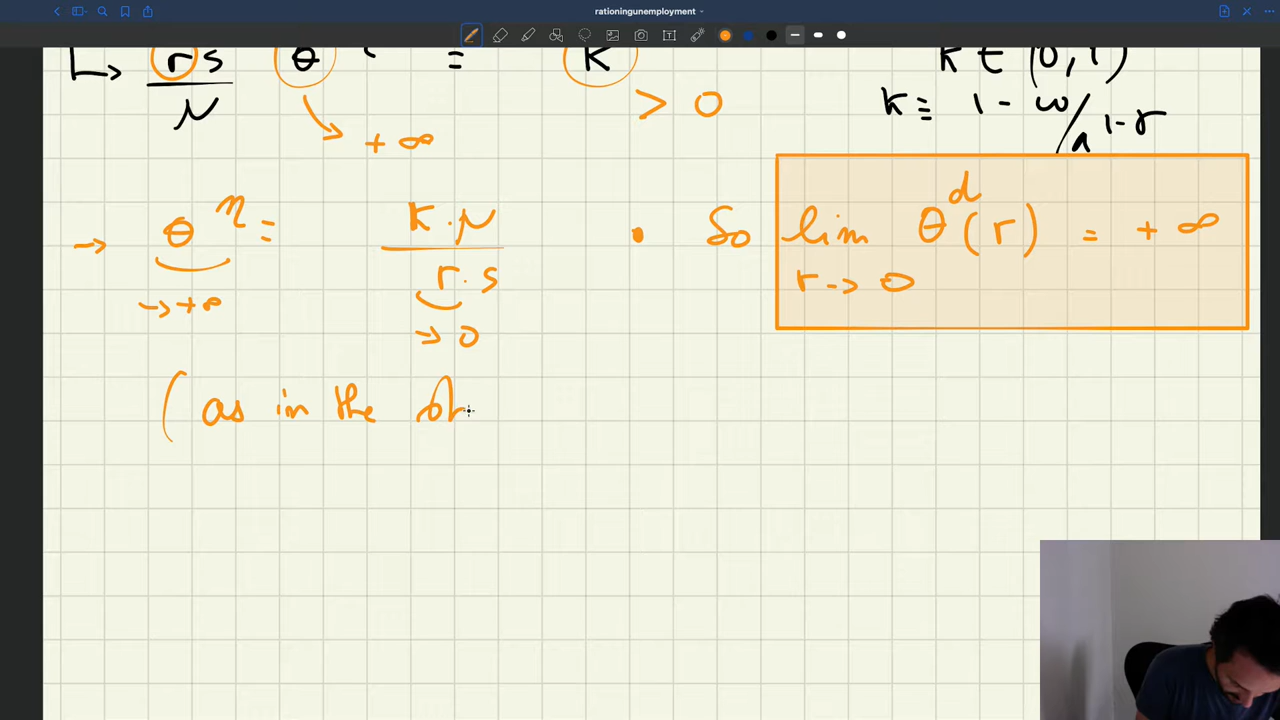 rationingunemployment
rs/μ θ = K
K ∈ (0,1)
> 0
K ≡ 1 - ω/a^{1-γ}
→ +∞
→ θ^η = K·μ / r·s
→ +∞
→ 0
• So lim θ^d(r) = +∞
r → 0
(as in the